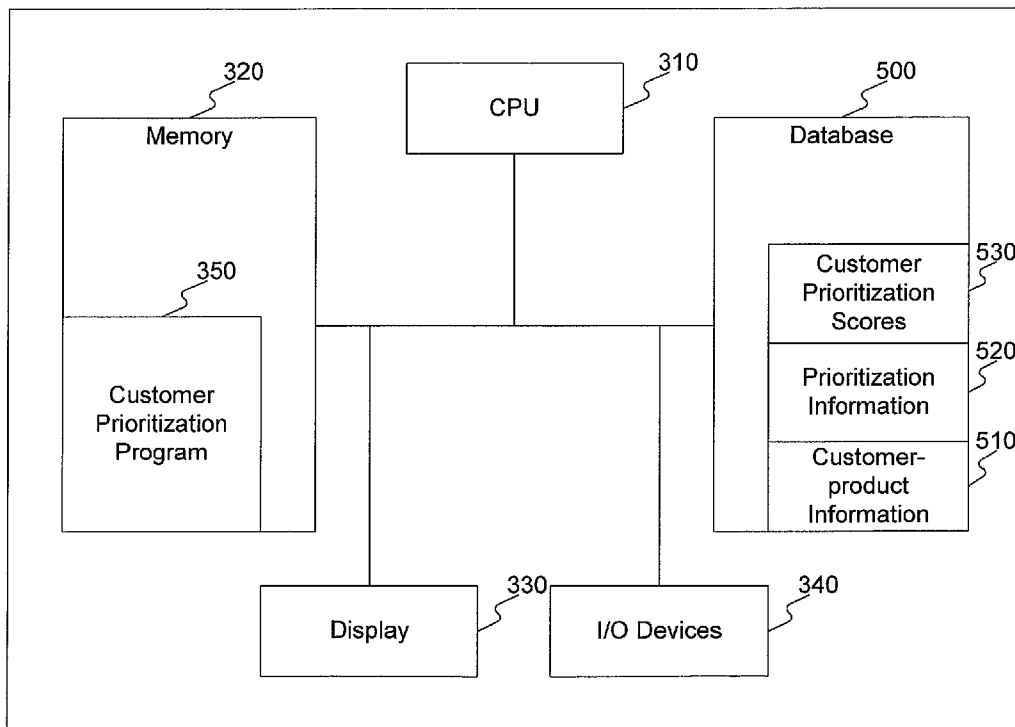 320
Memory
350
Customer
Prioritization
Program
310
CPU
500
Database
530
Customer
Prioritization
Scores
520
Prioritization
Information
510
Customer-
product
Information
330
Display
340
I/O Devices